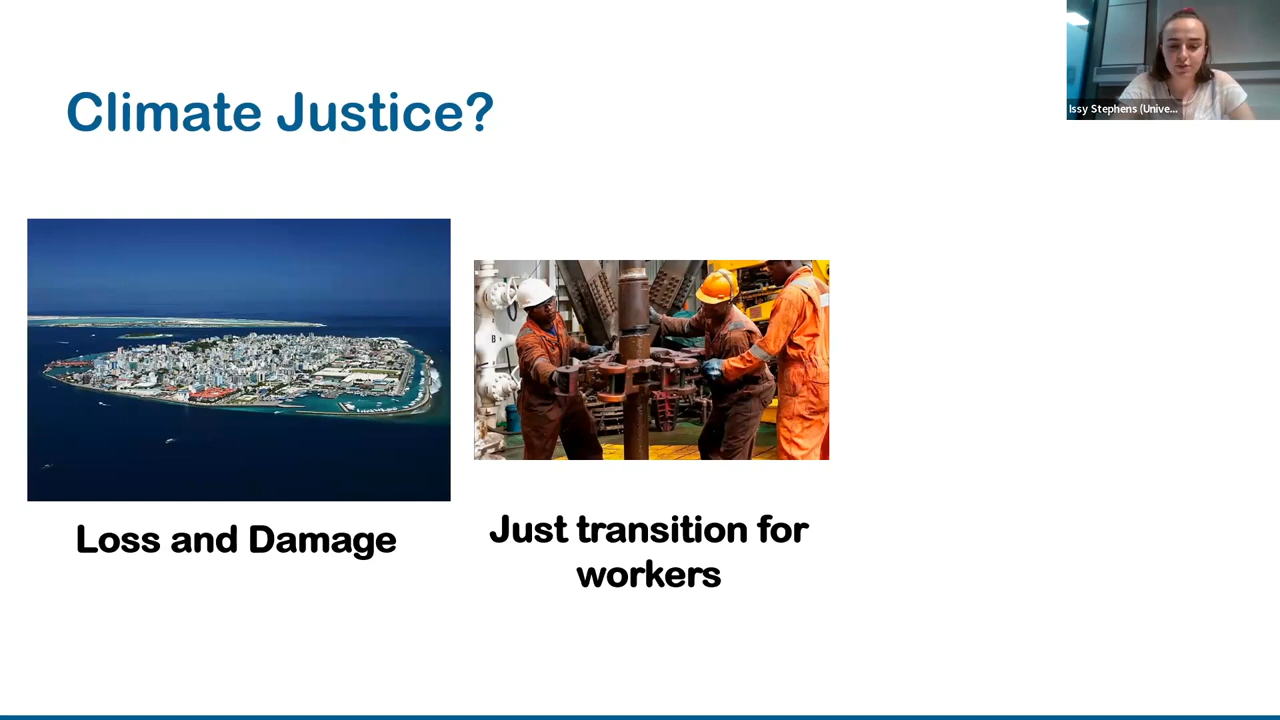 Climate Justice?
Issy Stephens (Unive...
Loss and Damage
Just transition for
workers